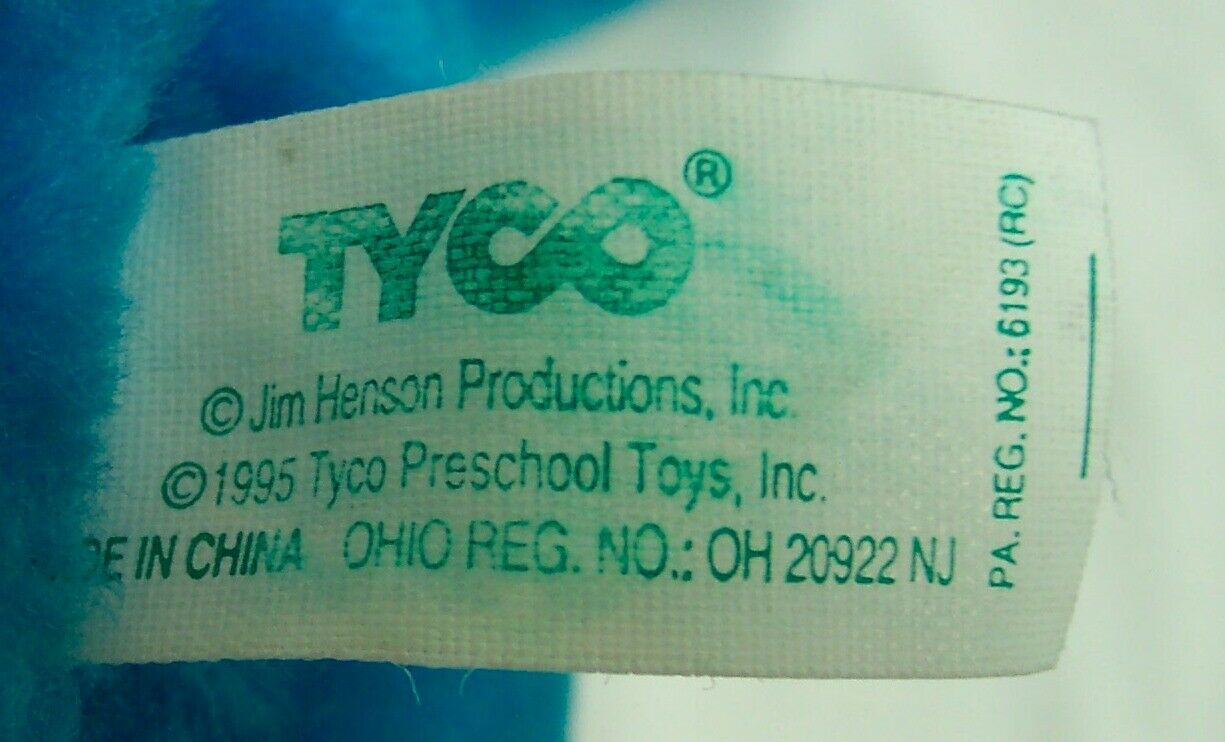 TYCO®
© Jim Henson Productions, Inc.
© 1995 Tyco Preschool Toys, Inc.
DE IN CHINA OHIO REG. NO.: OH 20922 NJ
PA. REG. NO.: 6193 (RC)